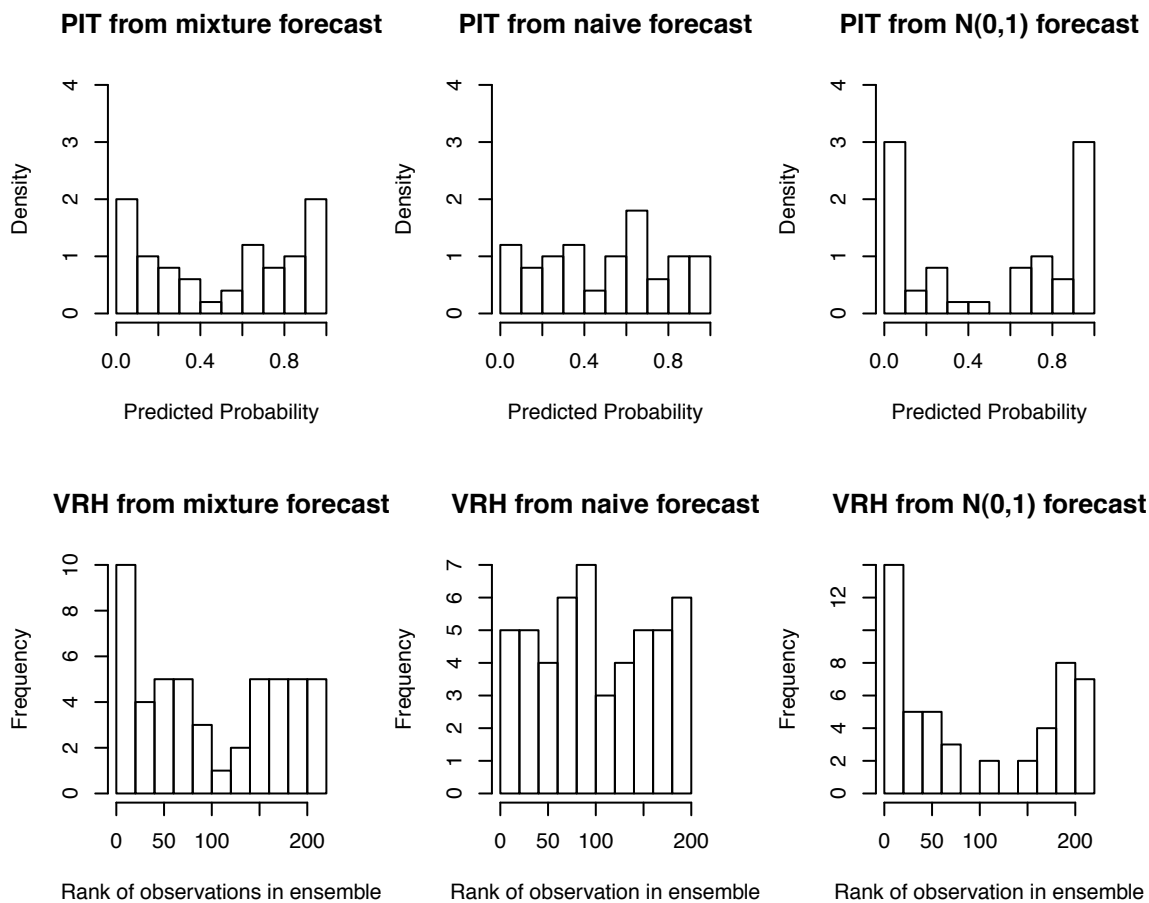 PIT from mixture forecast
Density
0 1 2 3 4
0.0 0.4 0.8
Predicted Probability
PIT from naive forecast
Density
0 1 2 3 4
0.0 0.4 0.8
Predicted Probability
PIT from N(0,1) forecast
Density
0 1 2 3 4
0.0 0.4 0.8
Predicted Probability
VRH from mixture forecast
Frequency
0 2 4 6 8 10
0 50 100 200
Rank of observations in ensemble
VRH from naive forecast
Frequency
0 1 2 3 4 5 6 7
0 50 100 200
Rank of observation in ensemble
VRH from N(0,1) forecast
Frequency
0 2 4 6 8 12
0 50 100 200
Rank of observation in ensemble